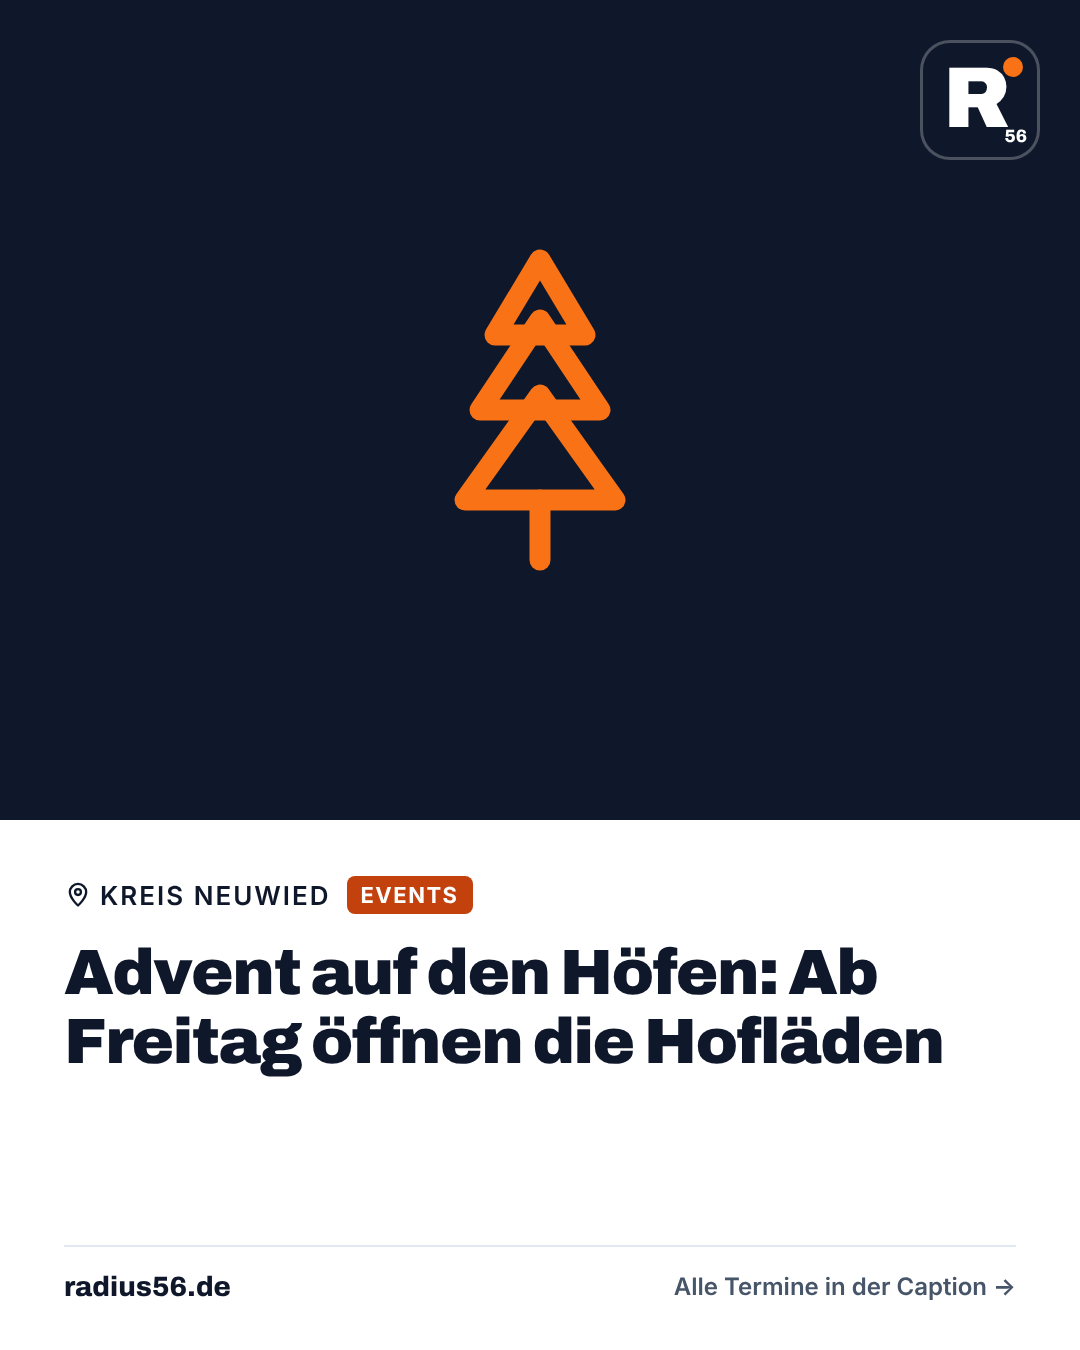 R
56
KREIS NEUWIED
EVENTS
Advent auf den Höfen: Ab
Freitag öffnen die Hofläden
radius56.de
Alle Termine in der Caption →